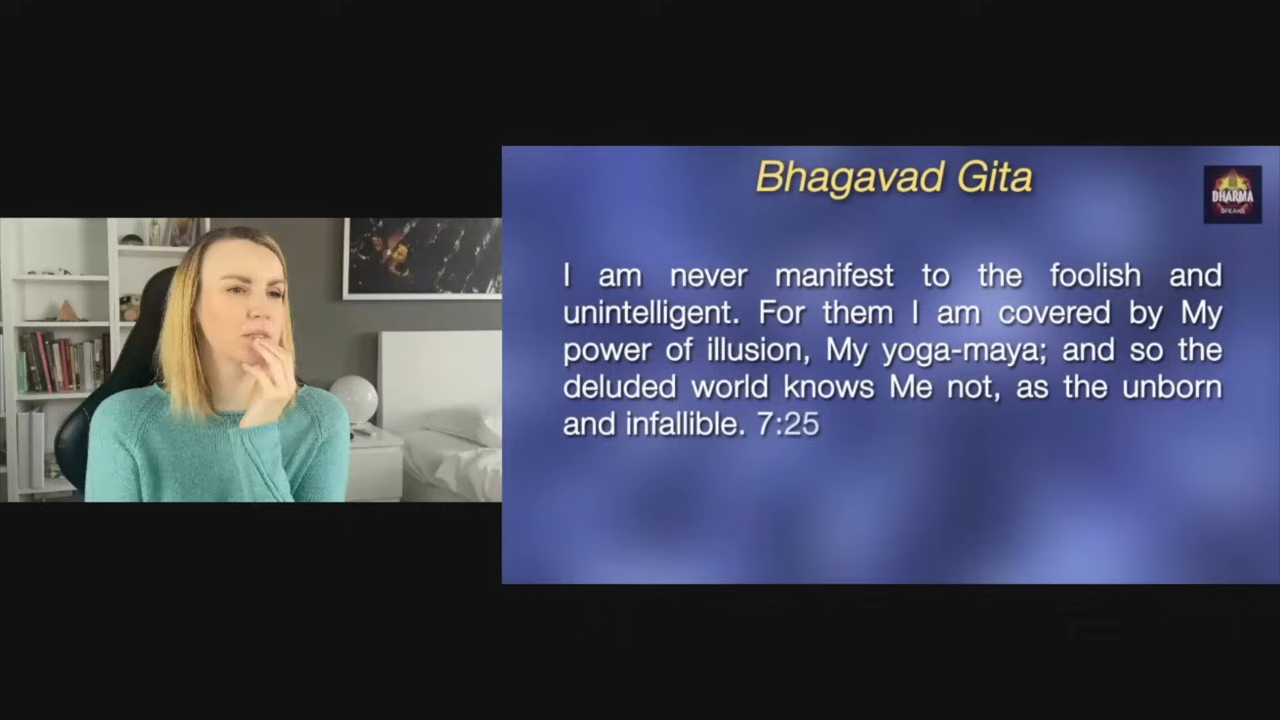 Bhagavad Gita
DHARMA
SPEAKS
I am never manifest to the foolish and
unintelligent. For them I am covered by My
power of illusion, My yoga-maya; and so the
deluded world knows Me not, as the unborn
and infallible. 7:25